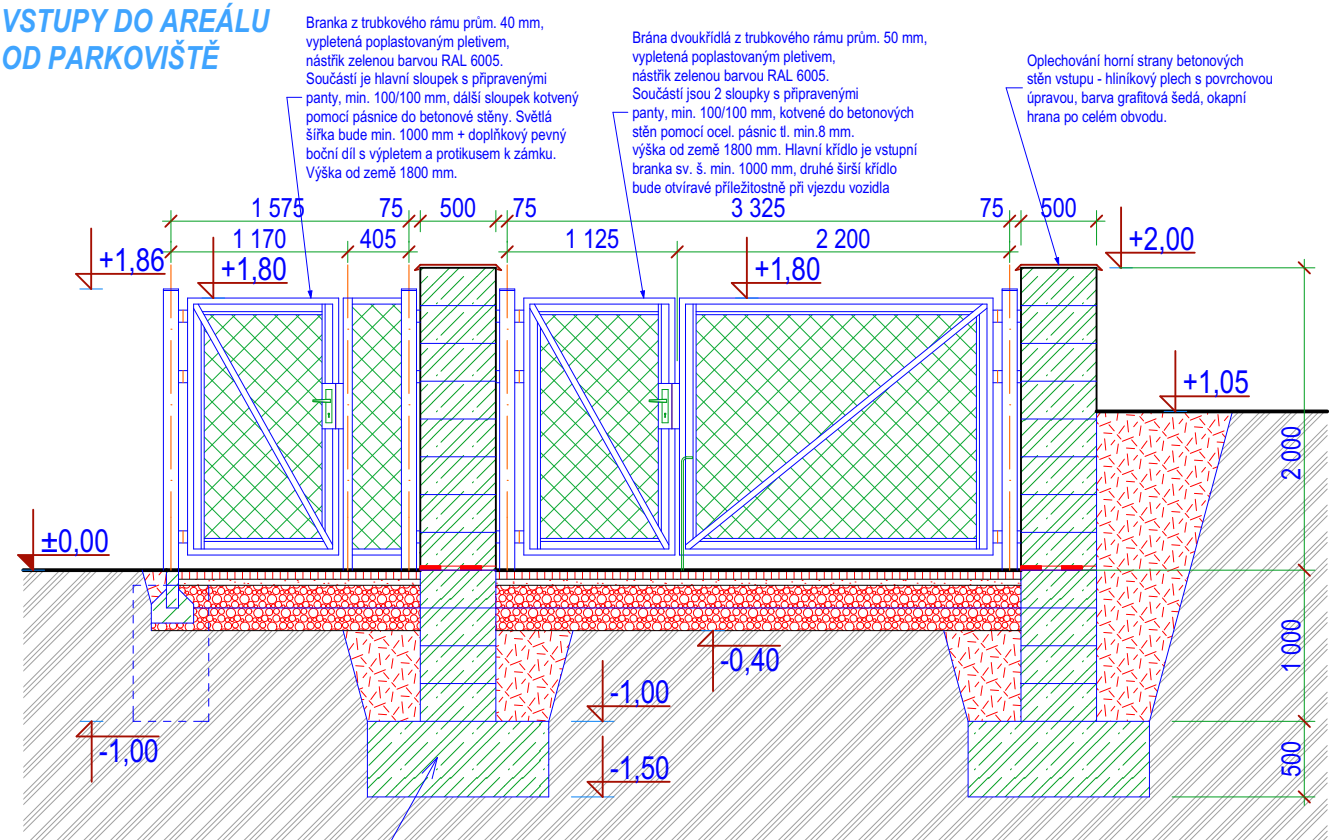 VSTUPY DO AREÁLU
OD PARKOVIŠTĚ
Branka z trubkového rámu prům. 40 mm,
vypletená poplastovaným pletivem,
nástřik zelenou barvou RAL 6005.
Součástí je hlavní sloupek s připravenými
panty, min. 100/100 mm, další sloupek kotvený
pomocí pásnice do betonové stěny. Světlá
šířka bude min. 1000 mm + doplňkový pevný
boční díl s výpletem a protikusem k zámku.
Výška od země 1800 mm.
Brána dvoukřídlá z trubkového rámu prům. 50 mm,
vypletená poplastovaným pletivem,
nástřik zelenou barvou RAL 6005.
Součástí jsou 2 sloupky s připravenými
panty, min. 100/100 mm, kotvené do betonových
stěn pomocí ocel. pásnic tl. min.8 mm.
výška od země 1800 mm. Hlavní křídlo je vstupní
branka sv. š. min. 1000 mm, druhé širší křídlo
bude otvíravé příležitostně při vjezdu vozidla
Oplechování horní strany betonových
stěn vstupu - hliníkový plech s povrchovou
úpravou, barva grafitová šedá, okapní
hrana po celém obvodu.
1 575 75 500 75 3 325 75 500
1 170 405 1 125 2 200
+1,86 +1,80 +1,80 +2,00
+1,05
2 000
±0,00
1 000
-0,40
-1,00
-1,00
-1,50
500